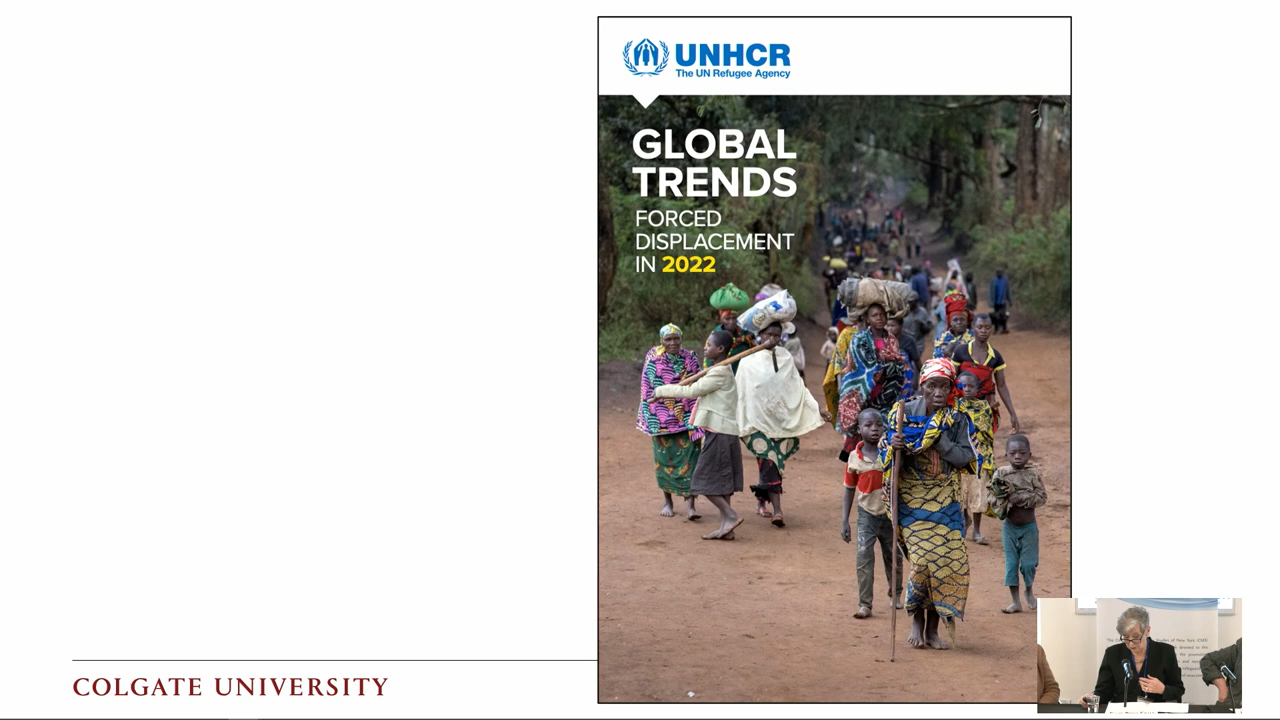 UNHCR
The UN Refugee Agency
GLOBAL
TRENDS
FORCED
DISPLACEMENT
IN 2022
COLGATE UNIVERSITY